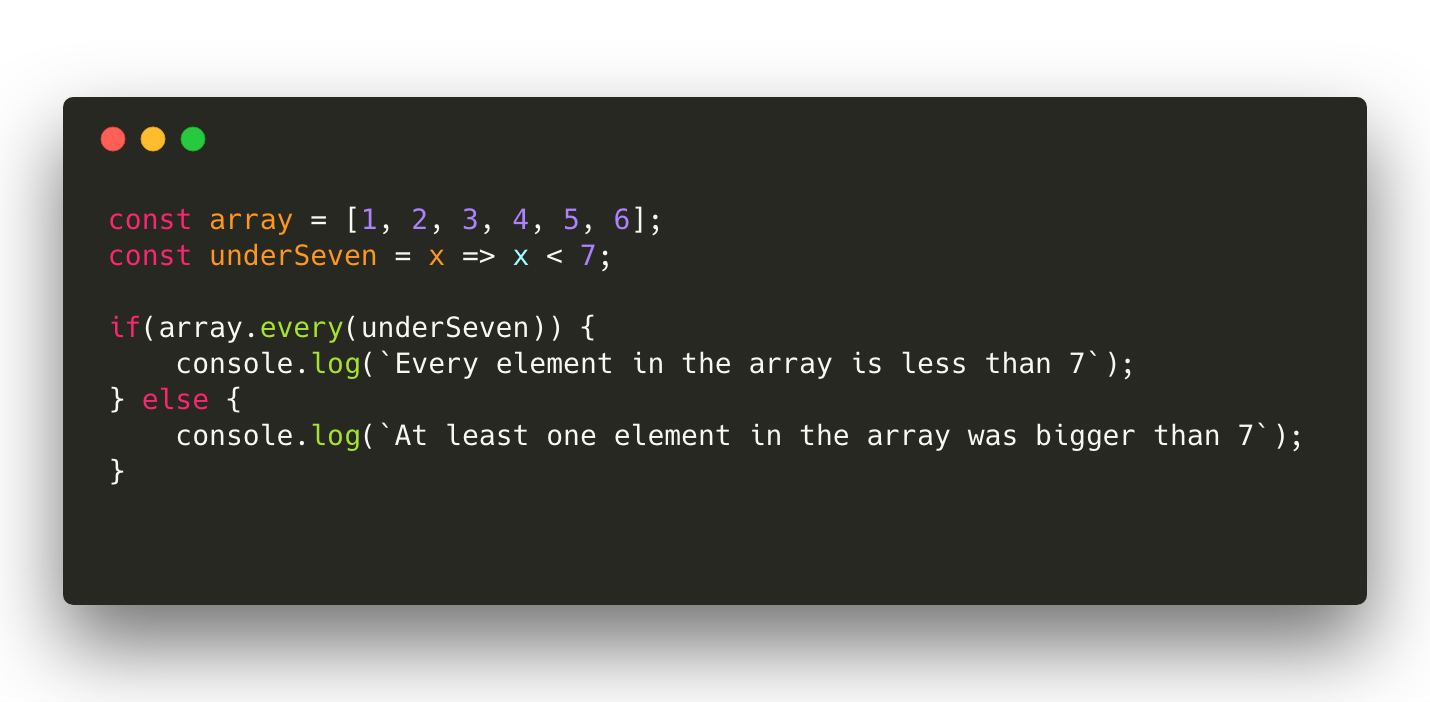 const array = [1, 2, 3, 4, 5, 6];
const underSeven = x => x < 7;

if(array.every(underSeven)) {
    console.log(`Every element in the array is less than 7`);
} else {
    console.log(`At least one element in the array was bigger than 7`);
}